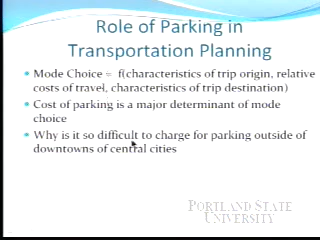 Role of Parking in
Transportation Planning
Mode Choice = f(characteristics of trip origin, relative
costs of travel, characteristics of trip destination)
Cost of parking is a major determinant of mode
choice
Why is it so difficult to charge for parking outside of
downtowns of central cities
PORTLAND STATE
UNIVERSITY